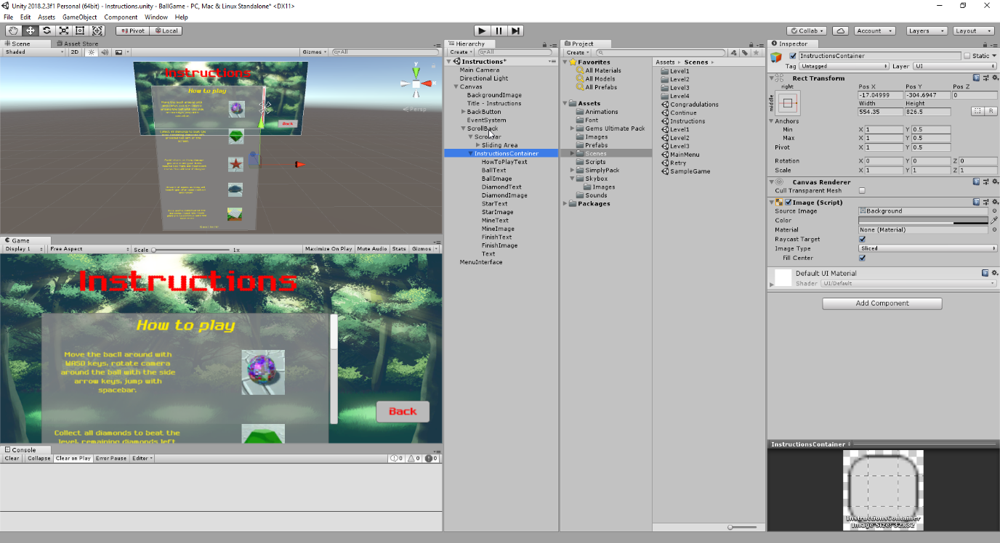 Unity 2018.2.3f1 Personal (64bit) - Instructions.unity - BallGame - PC, Mac & Linux Standalone* <DX11>
File Edit Assets GameObject Component Window Help
Pivot Local
Collab Account Layers Layout
Scene Asset Store
Shaded 2D Gizmos All
Instructions
How to play
Back
y
Persp
Game
Display 1 Free Aspect Scale 1x Maximize On Play Mute Audio Stats Gizmos
Instructions
How to play
Move the bacll around with
WASD keys, rotate camera
around the ball with the side
arrow keys, jump with
spacebar.
Back
Collect all diamonds to beat the
level, remaining diamonds left
Console
Clear Collapse Clear on Play Error Pause Editor 0 0 0
Hierarchy
Create All
Instructions*
Main Camera
Directional Light
Canvas
BackgroundImage
Title - Instructions
BackButton
EventSystem
ScrollBack
Scrollbar
Sliding Area
InstructionsContainer
HowToPlayText
BallText
BallImage
DiamondText
DiamondImage
StarText
StarImage
MineText
MineImage
FinishText
FinishImage
Text
MenuInterface
Project
Create
Favorites
All Materials
All Models
All Prefabs
Assets
Animations
Font
Gems Ultimate Pack
Images
Prefabs
Scenes
Scripts
SimplyPack
Skybox
Images
Sounds
Packages
Assets Scenes
Level1
Level2
Level3
Level4
Congradulations
Continue
Instructions
Level1
Level2
Level3
MainMenu
Retry
SampleGame
Inspector
InstructionsContainer Static
Tag Untagged Layer UI
Rect Transform
right
middle
Pos X Pos Y Pos Z
-17.04999 -304.6947 0
Width Height
554.35 826.5 R
Anchors
Min X 1 Y 0.5
Max X 1 Y 0.5
Pivot X 1 Y 0.5
Rotation X 0 Y 0 Z 0
Scale X 1 Y 1 Z 1
Canvas Renderer
Cull Transparent Mesh
Image (Script)
Source Image Background
Color
Material None (Material)
Raycast Target
Image Type Sliced
Fill Center
Default UI Material
Shader UI/Default
Add Component
InstructionsContainer
InstructionsContainer
Image Size: 32x32